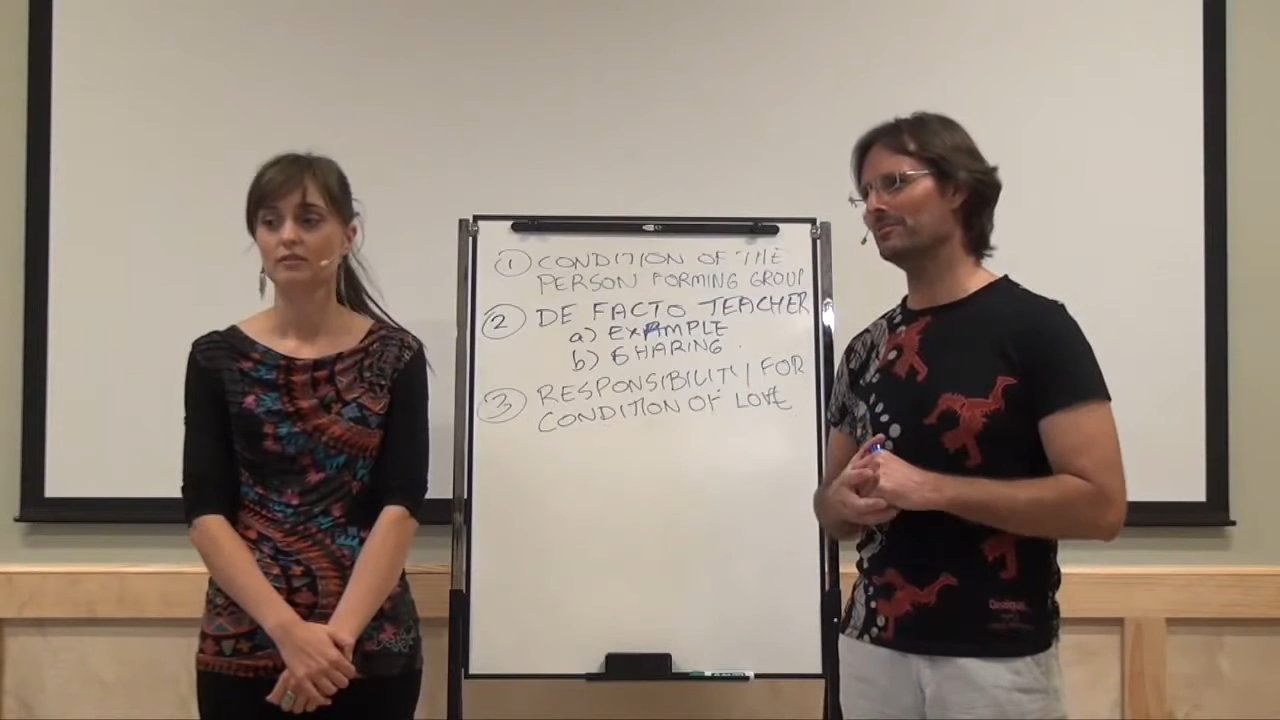 ① CONDITION OF THE
PERSON FORMING GROUP
② DE FACTO TEACHER
a) EXAMPLE
b) SHARING.
③ RESPONSIBILITY FOR
CONDITION OF LOVE
Desigual